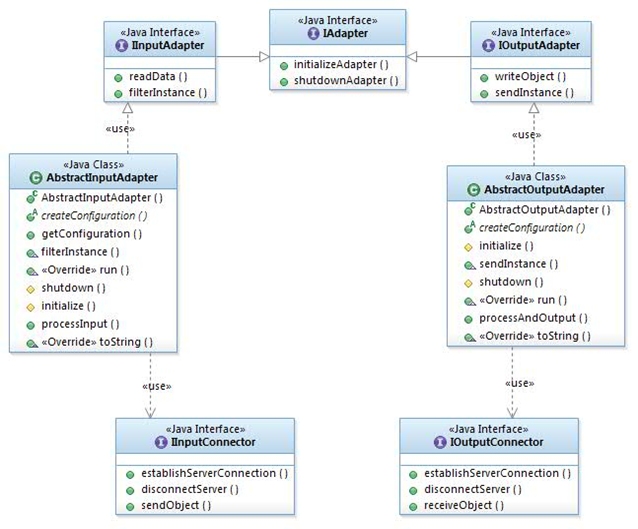 «Java Interface»
IInputAdapter
readData ( )
filterInstance ( )
«Java Interface»
IAdapter
initializeAdapter ( )
shutdownAdapter ( )
«Java Interface»
IOutputAdapter
writeObject ( )
sendInstance ( )
«use»
«use»
«Java Class»
AbstractInputAdapter
AbstractInputAdapter ( )
createConfiguration ( )
getConfiguration ( )
filterInstance ( )
«Override» run ( )
shutdown ( )
initialize ( )
processInput ( )
«Override» toString ( )
«Java Class»
AbstractOutputAdapter
AbstractOutputAdapter ( )
createConfiguration ( )
initialize ( )
sendInstance ( )
shutdown ( )
«Override» run ( )
processAndOutput ( )
«Override» toString ( )
«use»
«use»
«Java Interface»
IInputConnector
establishServerConnection ( )
disconnectServer ( )
sendObject ( )
«Java Interface»
IOutputConnector
establishServerConnection ( )
disconnectServer ( )
receiveObject ( )